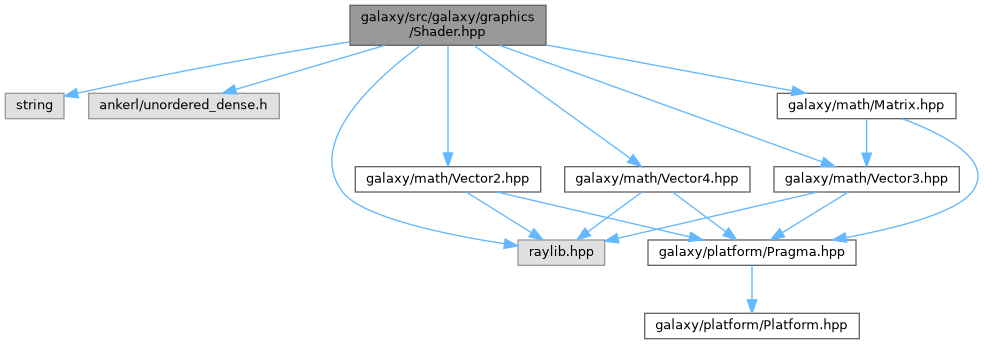 galaxy/src/galaxy/graphics
/Shader.hpp
string
ankerl/unordered_dense.h
galaxy/math/Matrix.hpp
galaxy/math/Vector2.hpp
galaxy/math/Vector4.hpp
galaxy/math/Vector3.hpp
raylib.hpp
galaxy/platform/Pragma.hpp
galaxy/platform/Platform.hpp